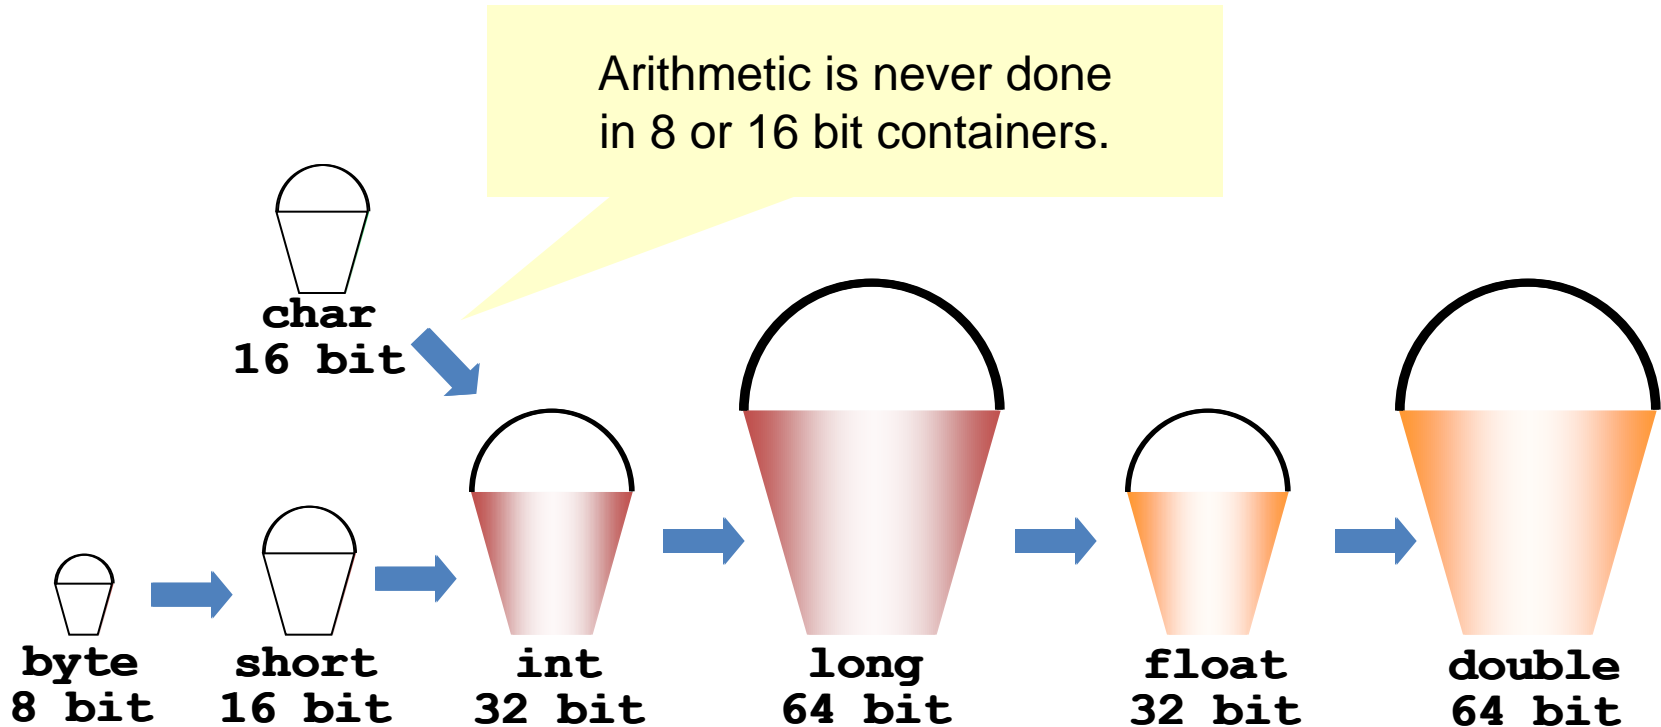 Arithmetic is never done
in 8 or 16 bit containers.
char
16 bit
byte
8 bit
short
16 bit
int
32 bit
long
64 bit
float
32 bit
double
64 bit